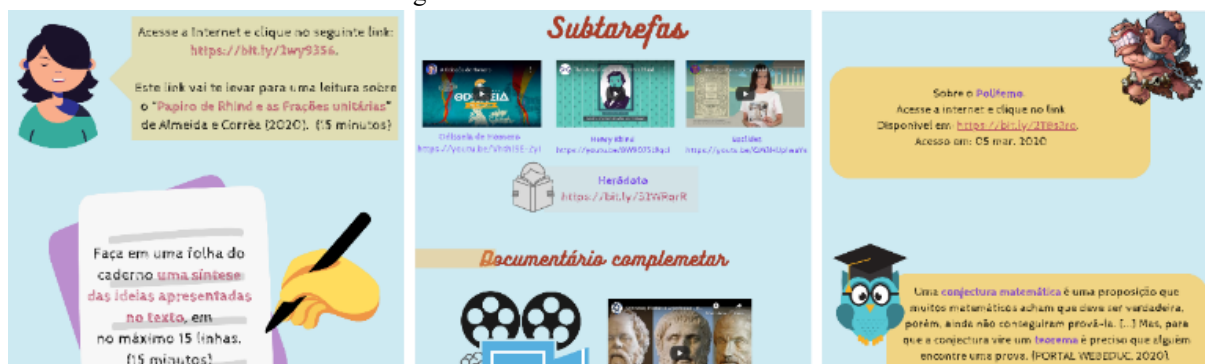 Acesse a Internet e clique no seguinte link:
https://bit.ly/2wy9356.
Este link vai te levar para uma leitura sobre
o "Papiro de Rhind e as Frações unitárias"
de Almeida e Corrêa (2020). (15 minutos)
Faça em uma folha do
caderno uma síntese
das ideias apresentadas
no texto, em
no máximo 15 linhas.
(15 minutos)
Subtarefas
Odisseia de Homero
Henry Rhind
Euclides
Heródoto
Documentário complemetar
Sobre o Polifemo.
Acesse a internet e clique no link
Disponível em:
Acesso em: 05 mar. 2020
Uma conjectura matemática é uma proposição que
muitos matemáticos acham que deve ser verdadeira,
porém, ainda não conseguiram prová-la. [...] Mas, para
que a conjectura vire um teorema é preciso que alguém
encontre uma prova. (PORTAL WEBEDUC, 2020).